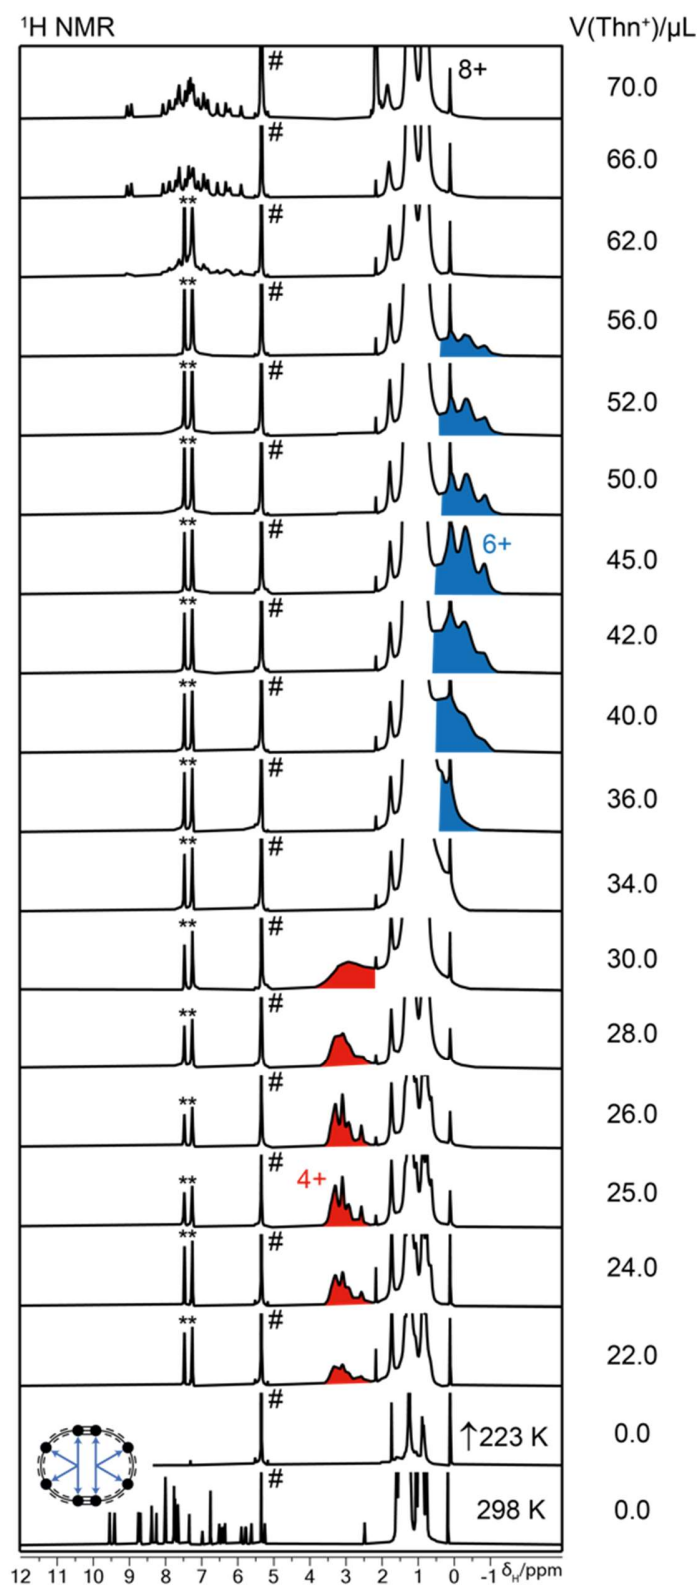 ¹H NMR V(Thn⁺)/μL
# 8+ 70.0
# 66.0
** # 62.0
** # 56.0
** # 52.0
** # 50.0
** # 6+ 45.0
** # 42.0
** # 40.0
** # 36.0
** # 34.0
** # 30.0
** # 28.0
** # 26.0
** 4+ # 25.0
** # 24.0
** # 22.0
# ↑223 K 0.0
# 298 K 0.0
12 11 10 9 8 7 6 5 4 3 2 1 0 -1 δH/ppm